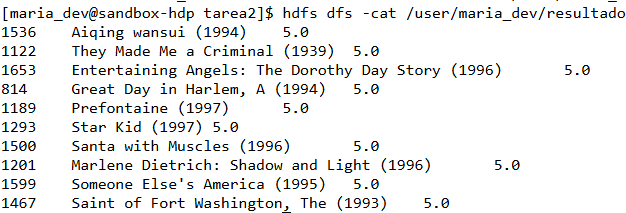 [maria_dev@sandbox-hdp tarea2]$ hdfs dfs -cat /user/maria_dev/resultado
1536 Aiqing wansui (1994) 5.0
1122 They Made Me a Criminal (1939) 5.0
1653 Entertaining Angels: The Dorothy Day Story (1996) 5.0
814 Great Day in Harlem, A (1994) 5.0
1189 Prefontaine (1997) 5.0
1293 Star Kid (1997) 5.0
1500 Santa with Muscles (1996) 5.0
1201 Marlene Dietrich: Shadow and Light (1996) 5.0
1599 Someone Else's America (1995) 5.0
1467 Saint of Fort Washington, The (1993) 5.0